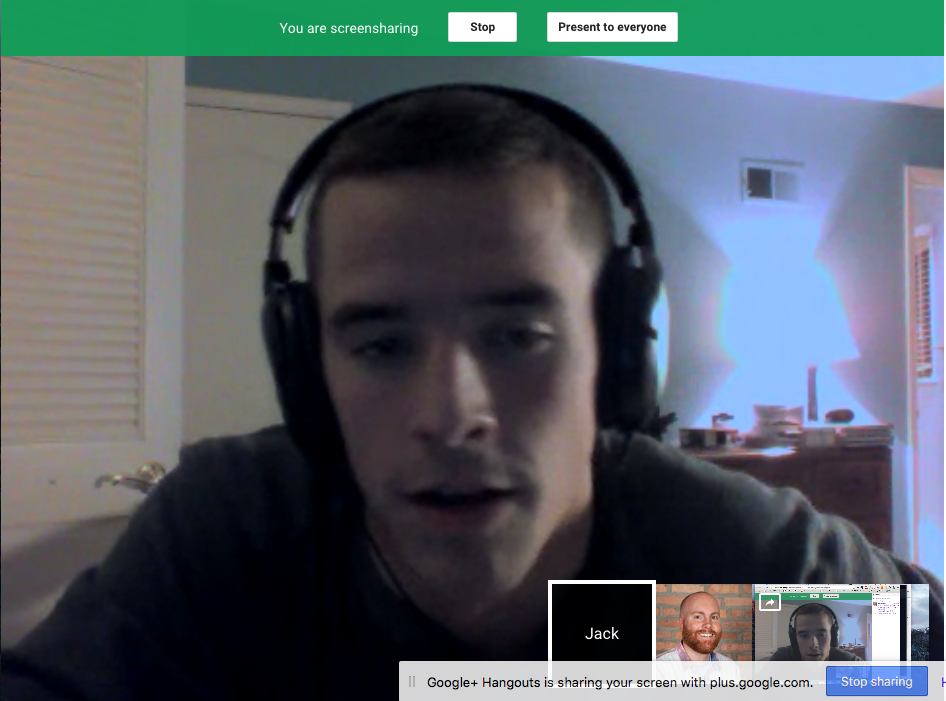 You are screensharing
Stop
Present to everyone
Jack
Google+ Hangouts is sharing your screen with plus.google.com.
Stop sharing
H